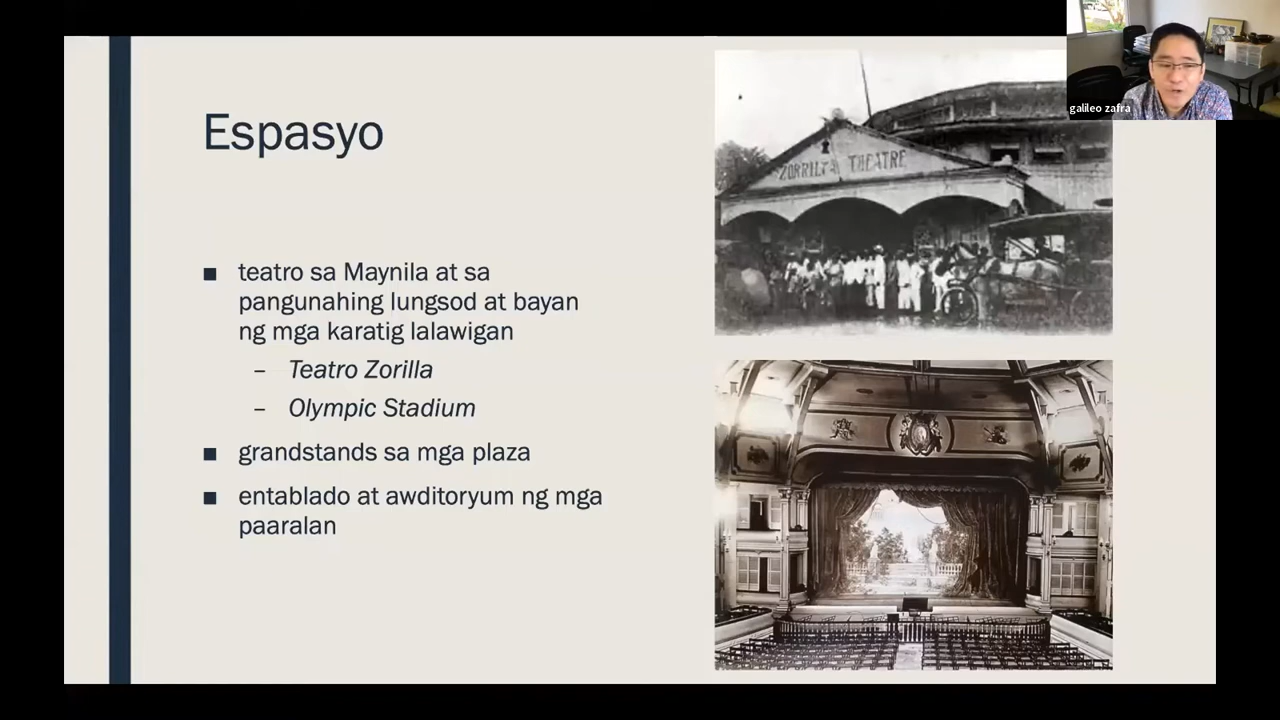 Espasyo
■ teatro sa Maynila at sa
pangunahing lungsod at bayan
ng mga karatig lalawigan
– Teatro Zorilla
– Olympic Stadium
■ grandstands sa mga plaza
■ entablado at awditoryum ng mga
paaralan
ZORRILLA THEATRE
galileo zafra